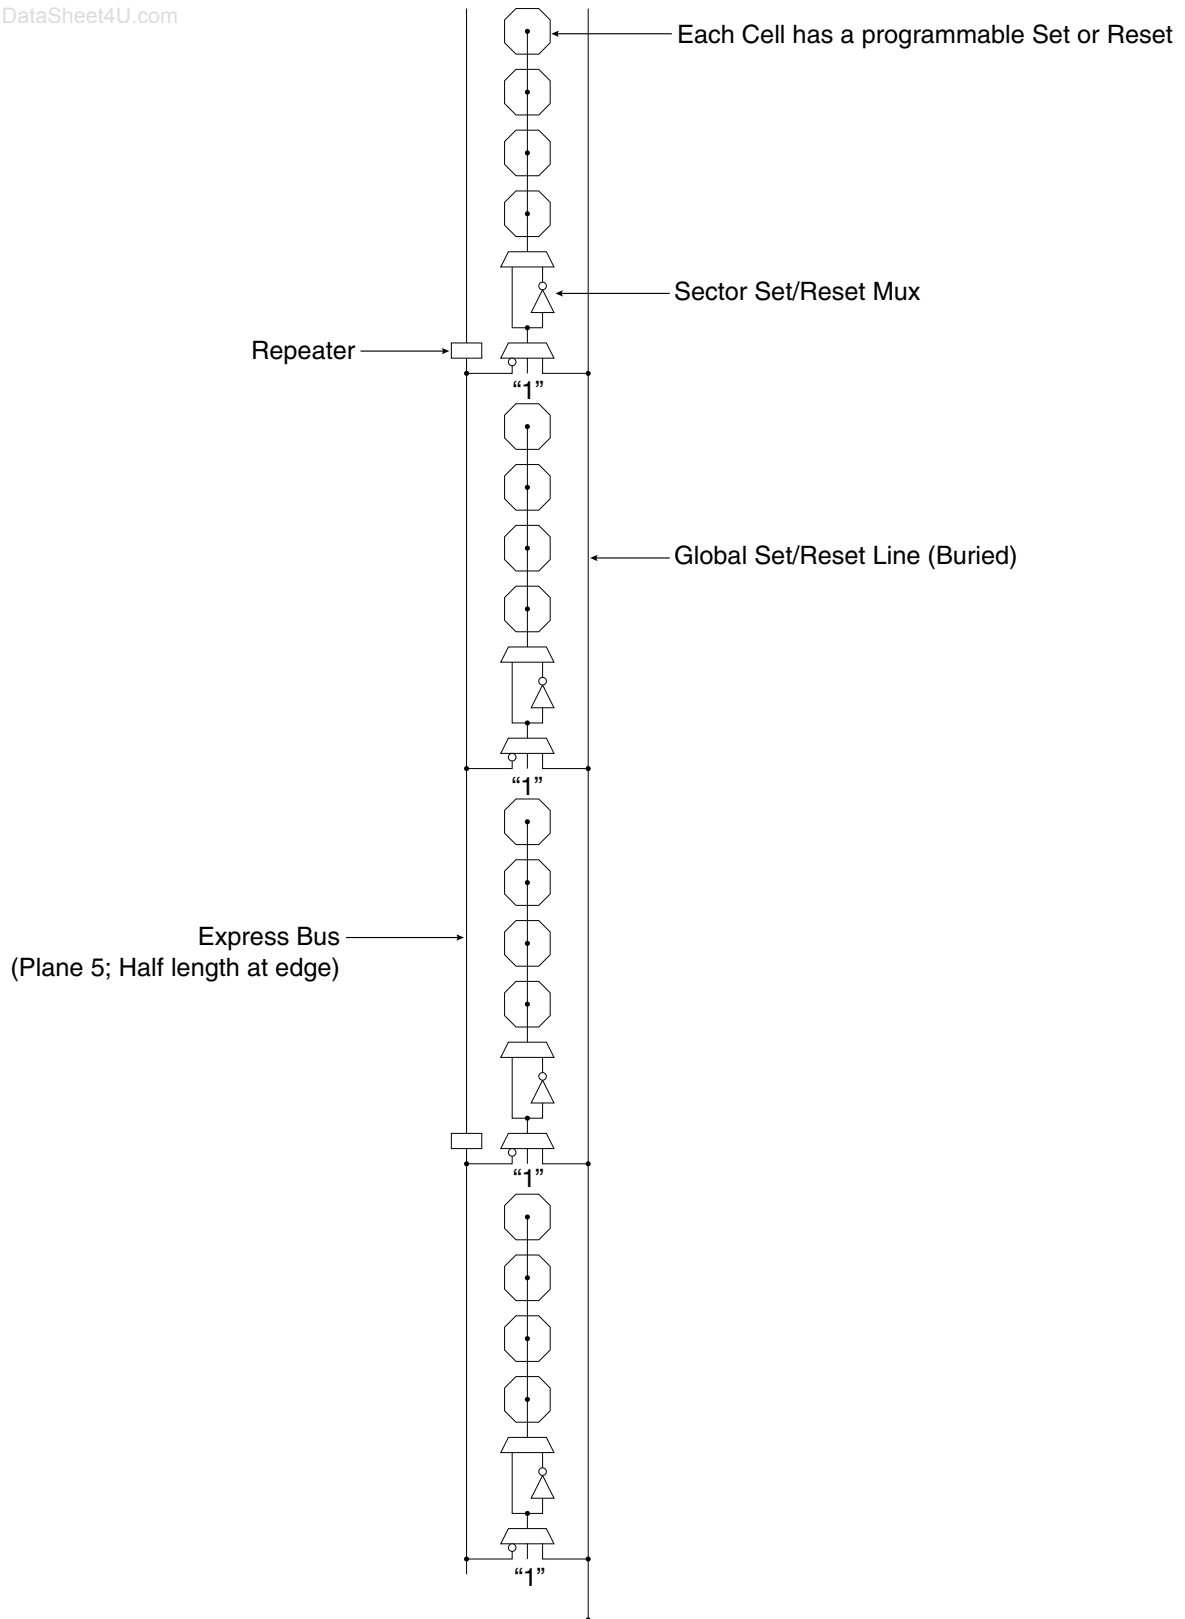 DataSheet4U.com
Each Cell has a programmable Set or Reset
Sector Set/Reset Mux
Repeater
“1”
Global Set/Reset Line (Buried)
“1”
Express Bus
(Plane 5; Half length at edge)
“1”
“1”